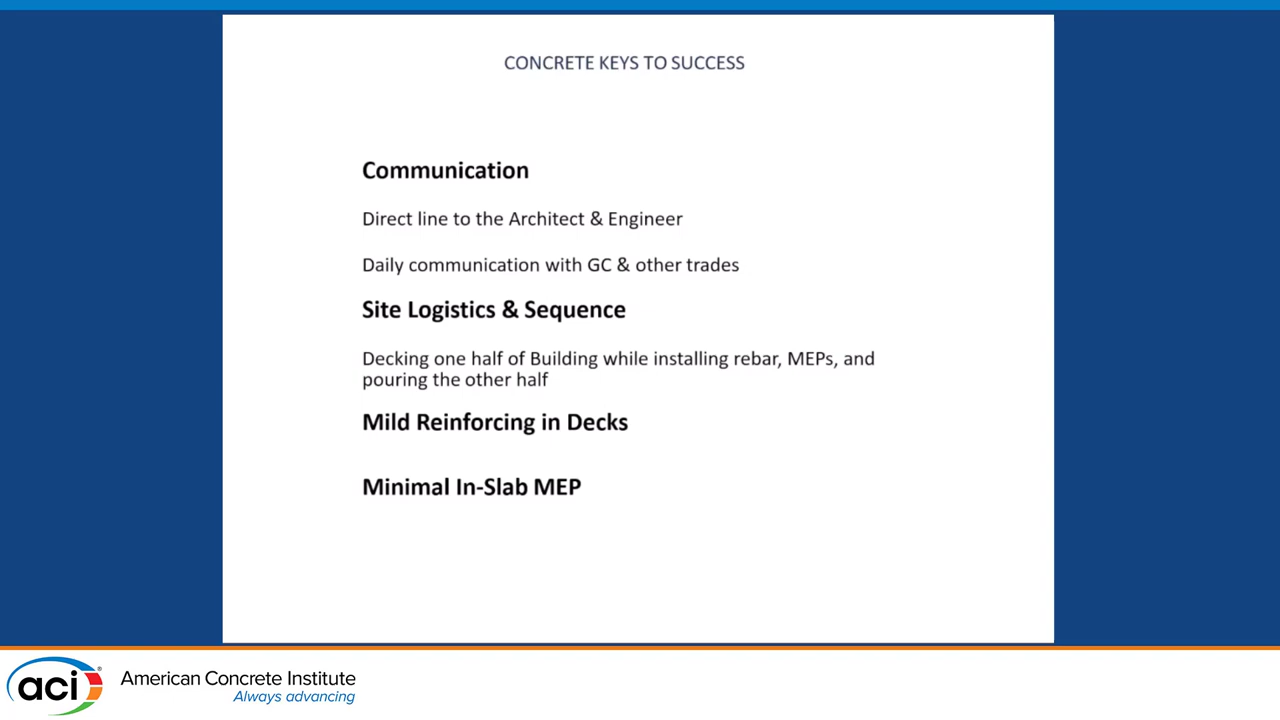 CONCRETE KEYS TO SUCCESS
Communication
Direct line to the Architect & Engineer
Daily communication with GC & other trades
Site Logistics & Sequence
Decking one half of Building while installing rebar, MEPs, and
pouring the other half
Mild Reinforcing in Decks
Minimal In-Slab MEP
aci®
American Concrete Institute
Always advancing